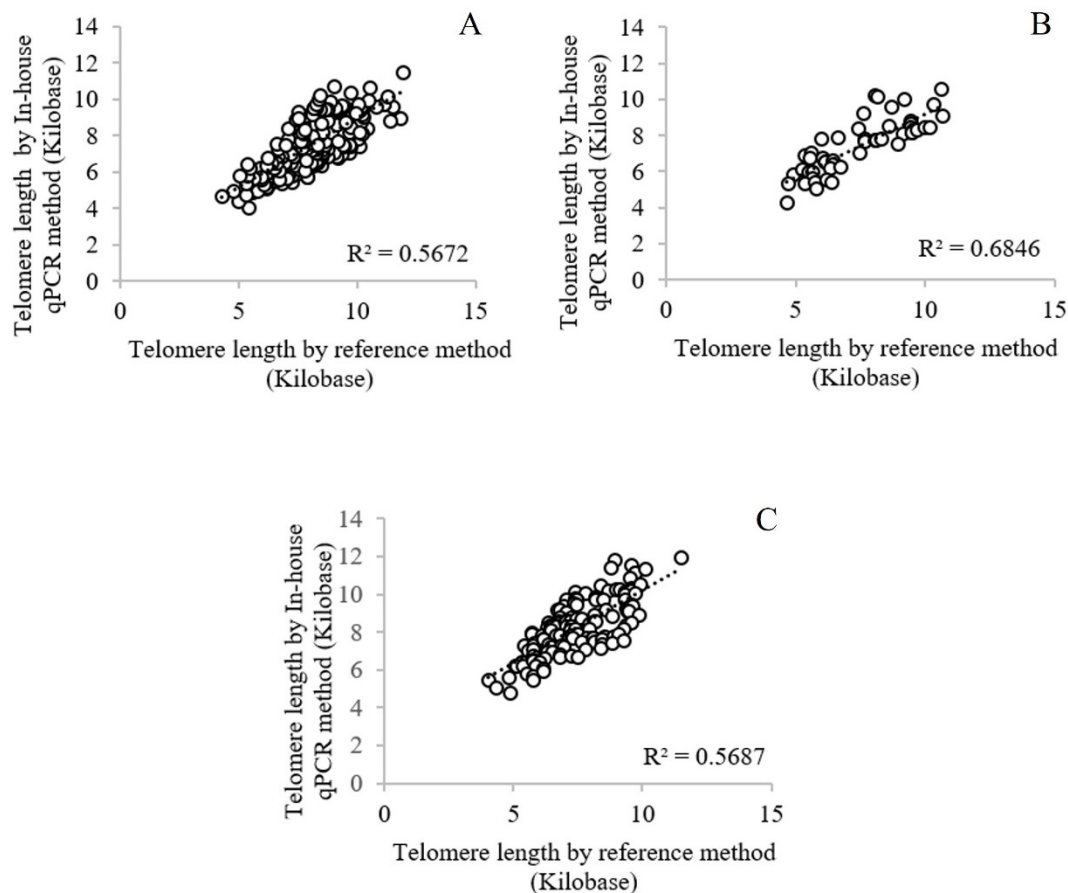 A
Telomere length by In-house
qPCR method (Kilobase)
14
12
10
8
6
4
2
0
R² = 0.5672
0 5 10 15
Telomere length by reference method
(Kilobase)
B
Telomere length by In-house
qPCR method (Kilobase)
14
12
10
8
6
4
2
0
R² = 0.6846
0 5 10 15
Telomere length by reference method
(Kilobase)
C
Telomere length by In-house
qPCR method (Kilobase)
14
12
10
8
6
4
2
0
R² = 0.5687
0 5 10 15
Telomere length by reference method
(Kilobase)